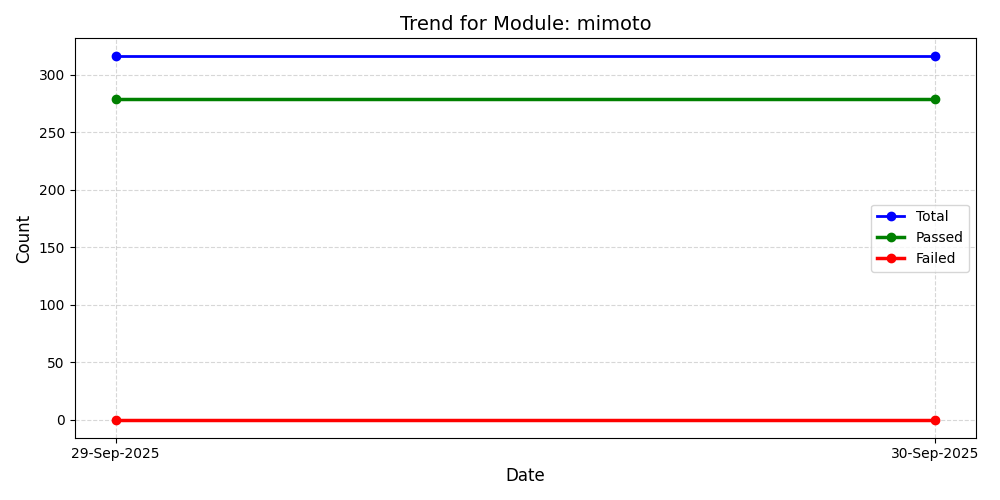 Trend for Module: mimoto
Count
300
250
200
150
100
50
0
Total
Passed
Failed
29-Sep-2025
30-Sep-2025
Date